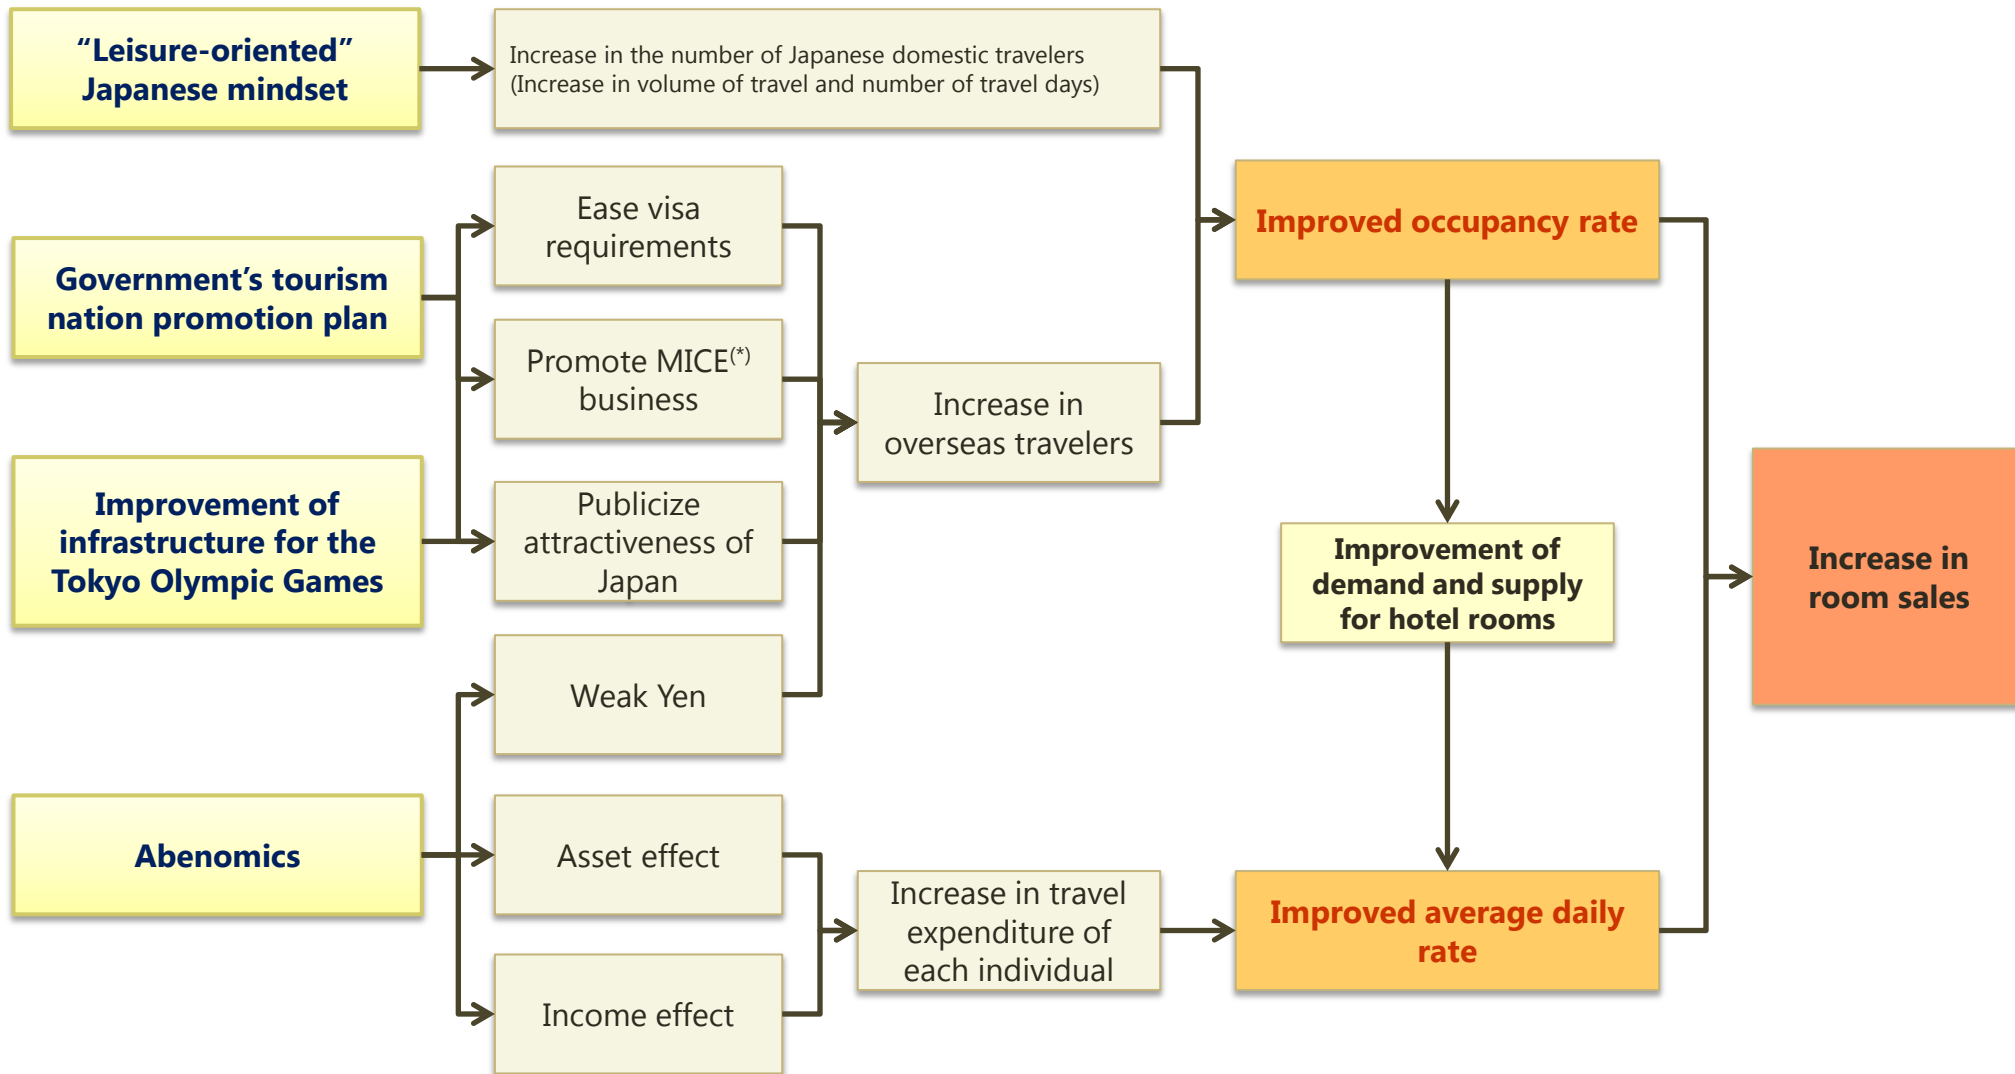 “Leisure-oriented”
Japanese mindset
Increase in the number of Japanese domestic travelers
(Increase in volume of travel and number of travel days)
Government’s tourism
nation promotion plan
Improvement of
infrastructure for the
Tokyo Olympic Games
Abenomics
Ease visa
requirements
Promote MICE(*)
business
Publicize
attractiveness of
Japan
Weak Yen
Asset effect
Income effect
Increase in
overseas travelers
Increase in travel
expenditure of
each individual
Improved occupancy rate
Improvement of
demand and supply
for hotel rooms
Improved average daily
rate
Increase in
room sales